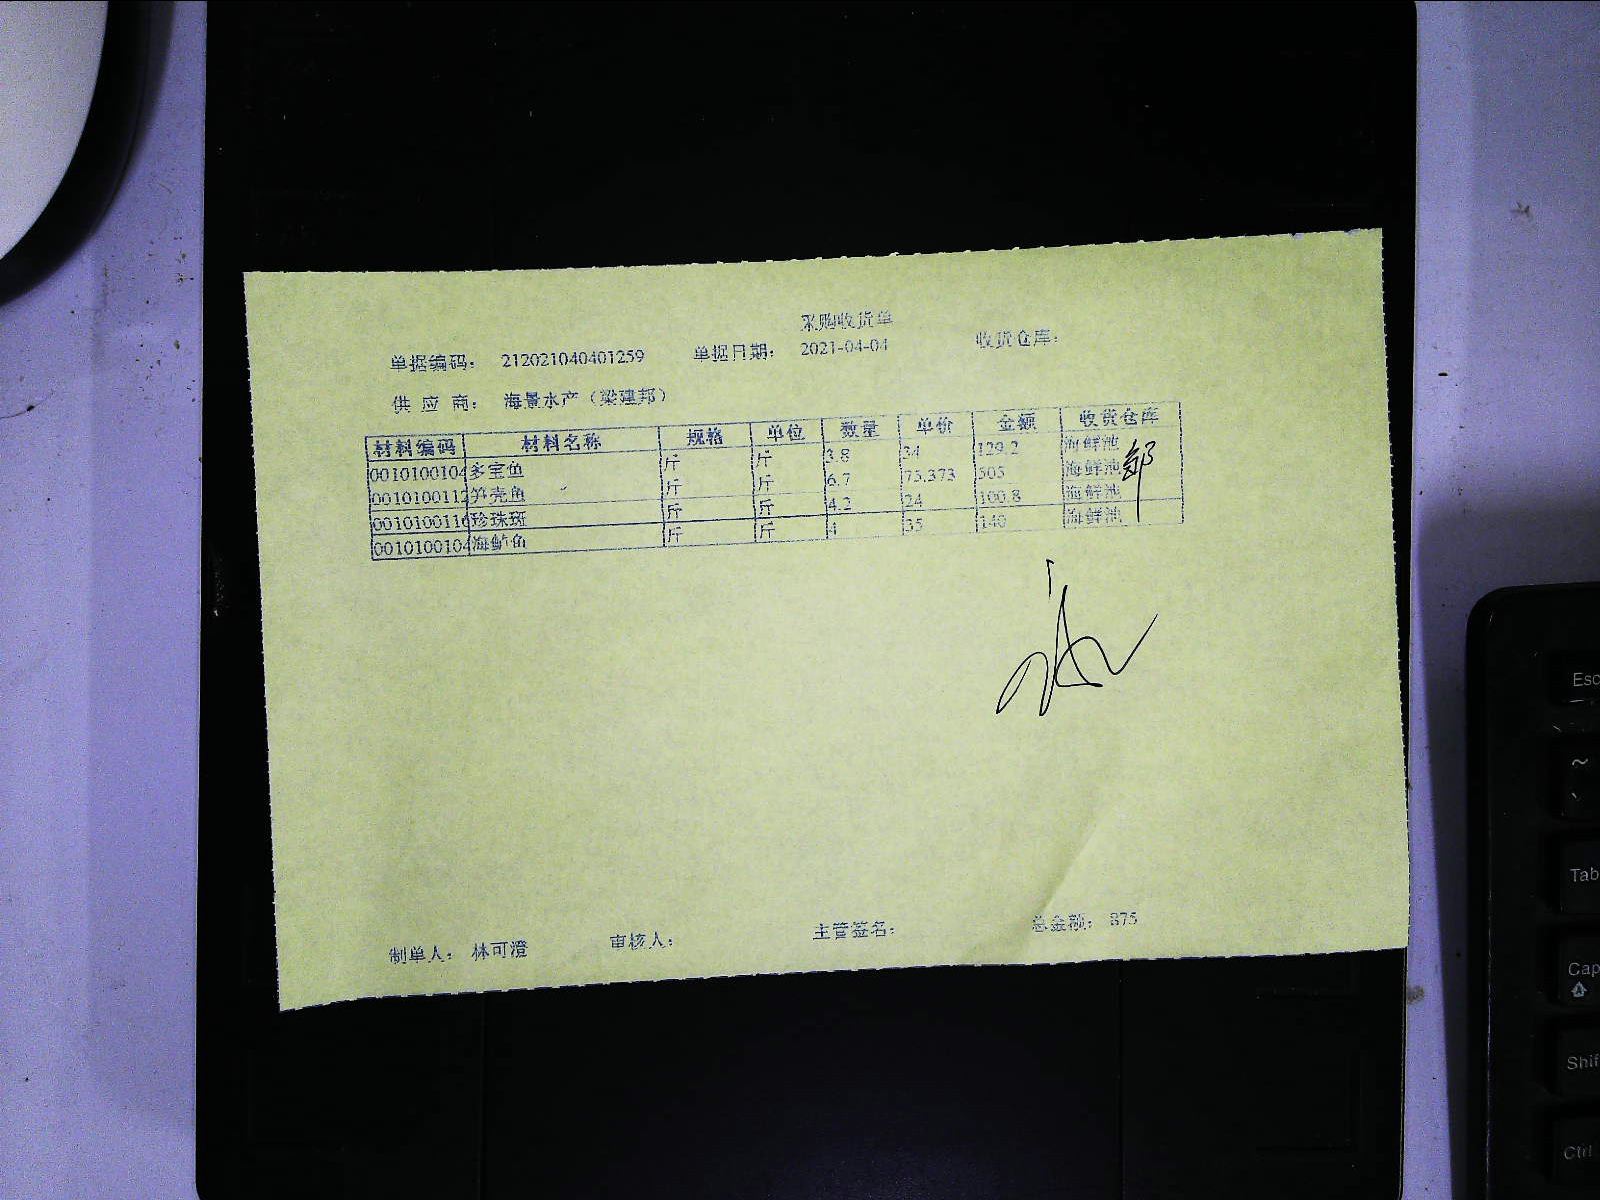 采购收货单
单据编码： 212021040401259 单据日期： 2021-04-04 收货仓库：
供 应 商： 海景水产（梁建邦）
材料编码 材料名称 规格 单位 数量 单价 金额 收货仓库
0010100104 多宝鱼 斤 斤 3.8 34 129.2 海鲜池
0010100112 笋壳鱼 斤 斤 6.7 75.373 505 海鲜池
0010100116 珍珠斑 斤 斤 4.2 24 100.8 海鲜池
0010100104 海鲈鱼 斤 斤 4 35 140 海鲜池
制单人： 林可澄 审核人： 主管签名： 总金额： 875
Esc
~
、
Tab
Cap
Shif
Ctrl